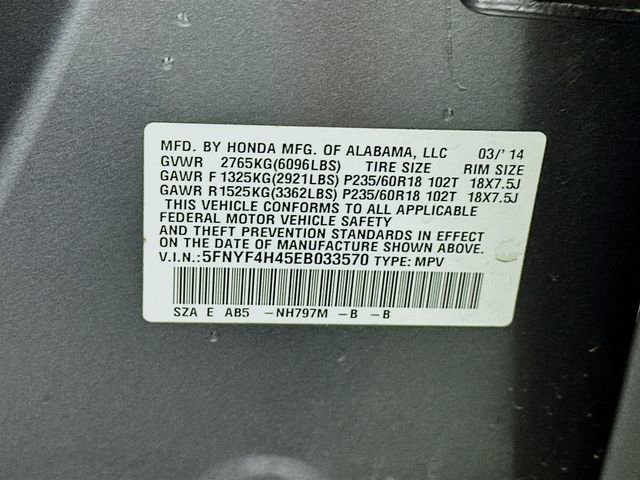 MFD. BY HONDA MFG. OF ALABAMA, LLC 03/' 14
GVWR 2765KG(6096LBS) TIRE SIZE RIM SIZE
GAWR F 1325KG(2921LBS) P235/60R18 102T 18X7.5J
GAWR R 1525KG(3362LBS) P235/60R18 102T 18X7.5J
THIS VEHICLE CONFORMS TO ALL APPLICABLE
FEDERAL MOTOR VEHICLE SAFETY
AND THEFT PREVENTION STANDARDS IN EFFECT
ON THE DATE OF MANUFACTURE SHOWN ABOVE.
V.I.N.:5FNYF4H45EB033570 TYPE: MPV
SZA E AB5 -NH797M -B -B